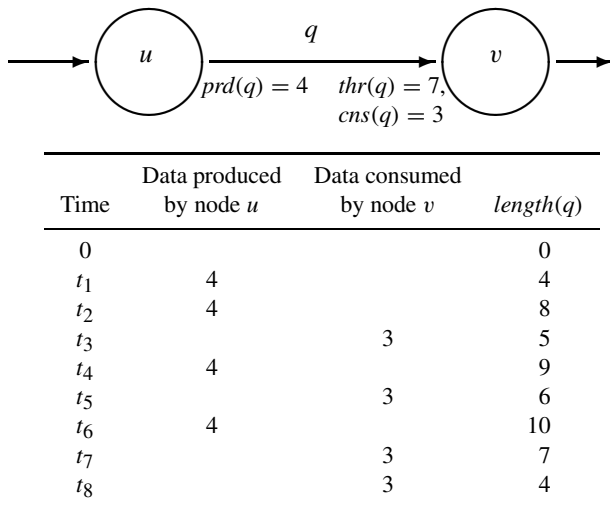 q
u
v
prd(q) = 4 thr(q) = 7,
cns(q) = 3
Data produced Data consumed
Time by node u by node v length(q)
0 0
t1 4 4
t2 4 8
t3 3 5
t4 4 9
t5 3 6
t6 4 10
t7 3 7
t8 3 4